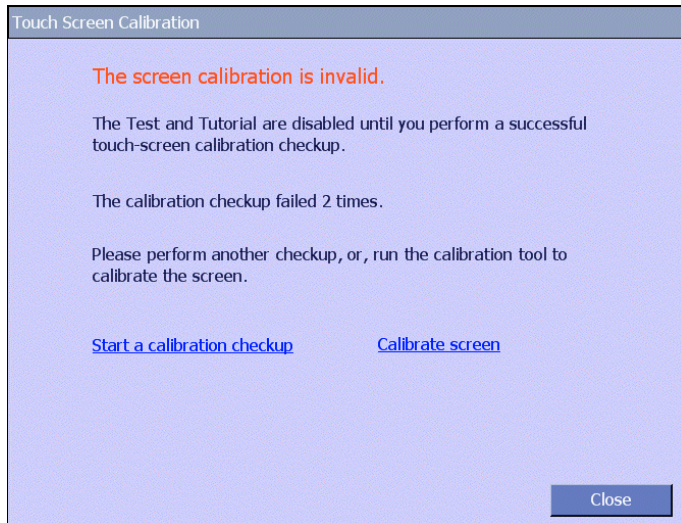 Touch Screen Calibration
The screen calibration is invalid.
The Test and Tutorial are disabled until you perform a successful
touch-screen calibration checkup.
The calibration checkup failed 2 times.
Please perform another checkup, or, run the calibration tool to
calibrate the screen.
Start a calibration checkup Calibrate screen
Close